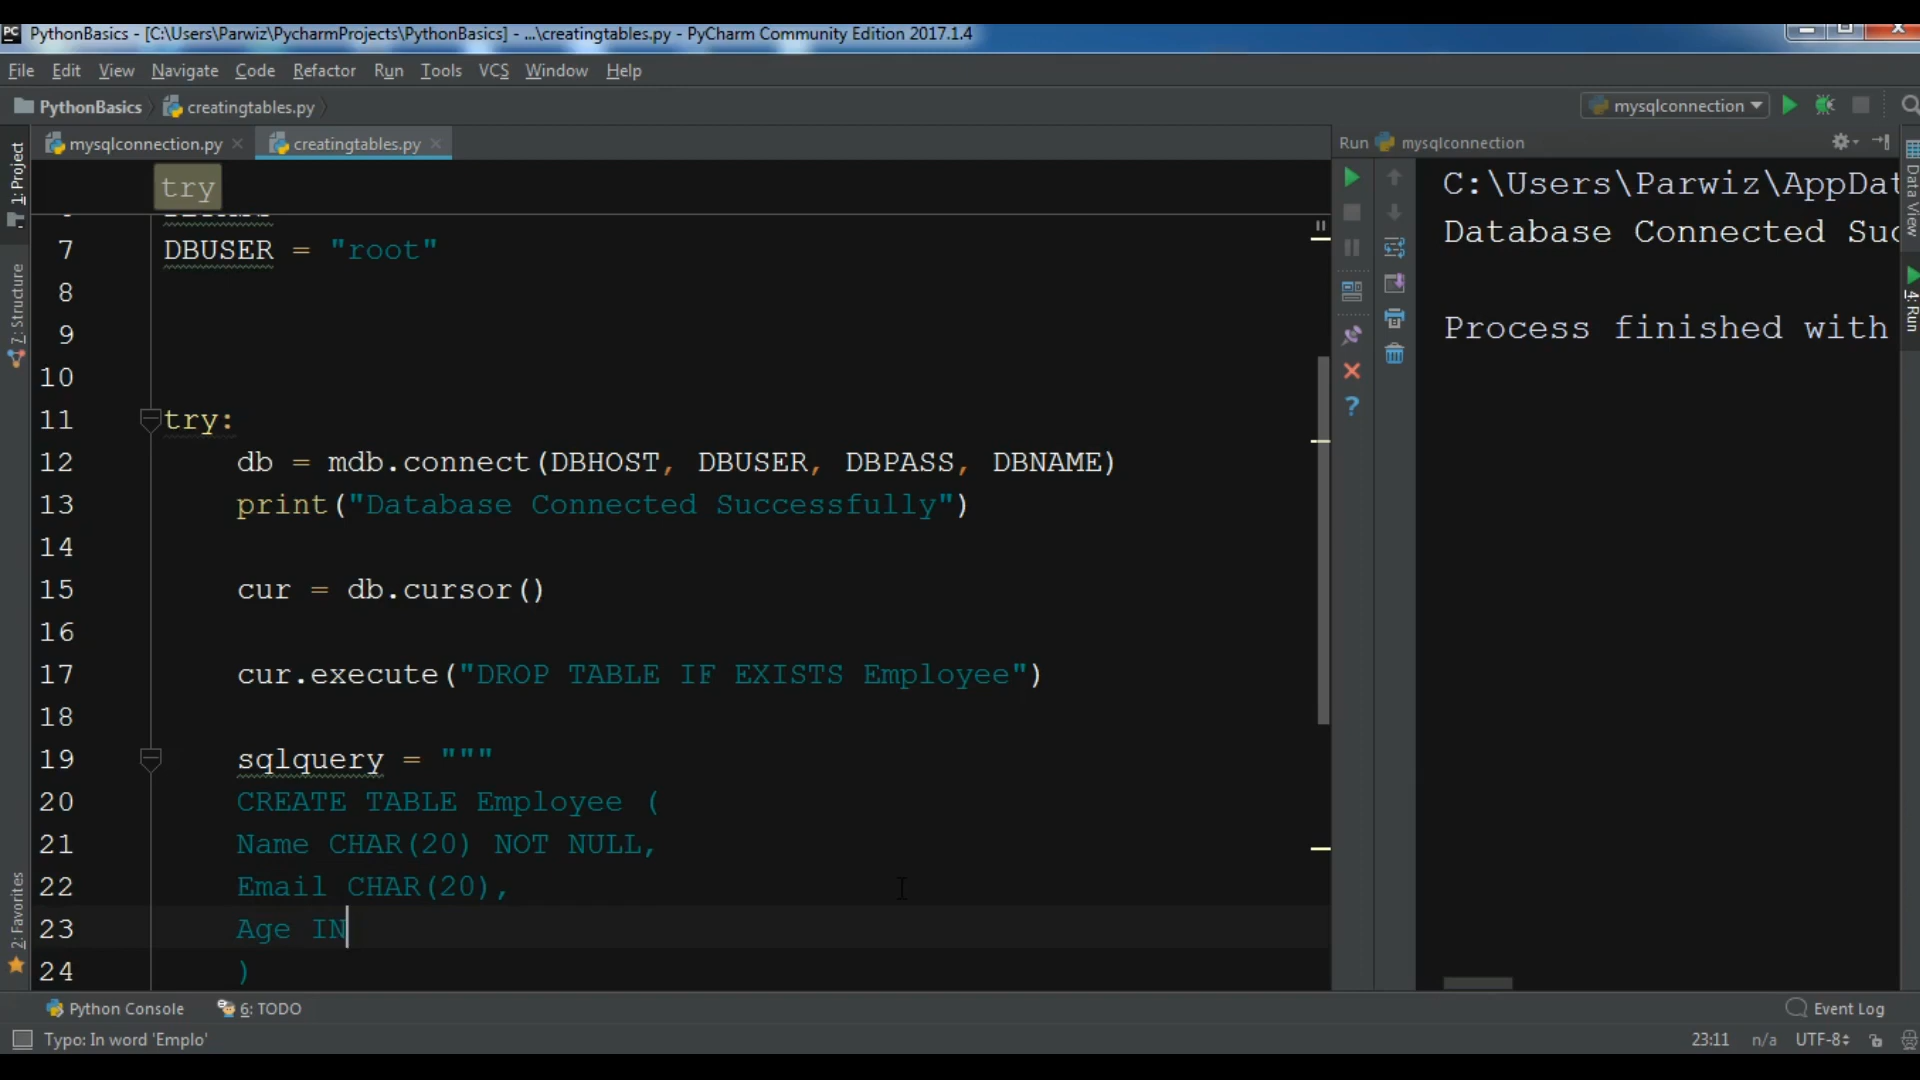 PC PythonBasics - [C:\Users\Parwiz\PycharmProjects\PythonBasics] - ...\creatingtables.py - PyCharm Community Edition 2017.1.4
File Edit View Navigate Code Refactor Run Tools VCS Window Help
PythonBasics creatingtables.py mysqlconnection
mysqlconnection.py creatingtables.py Run mysqlconnection
1: Project
7: Structure
2: Favorites
try
7 DBUSER = "root"
8
9
10
11 try:
12 db = mdb.connect(DBHOST, DBUSER, DBPASS, DBNAME)
13 print("Database Connected Successfully")
14
15 cur = db.cursor()
16
17 cur.execute("DROP TABLE IF EXISTS Employee")
18
19 sqlquery = """
20 CREATE TABLE Employee (
21 Name CHAR(20) NOT NULL,
22 Email CHAR(20),
23 Age IN
24 )
C:\Users\Parwiz\AppDat
Database Connected Suc
Process finished with
?
Data View
4: Run
Python Console 6: TODO Event Log
Typo: In word 'Emplo' 23:11 n/a UTF-8